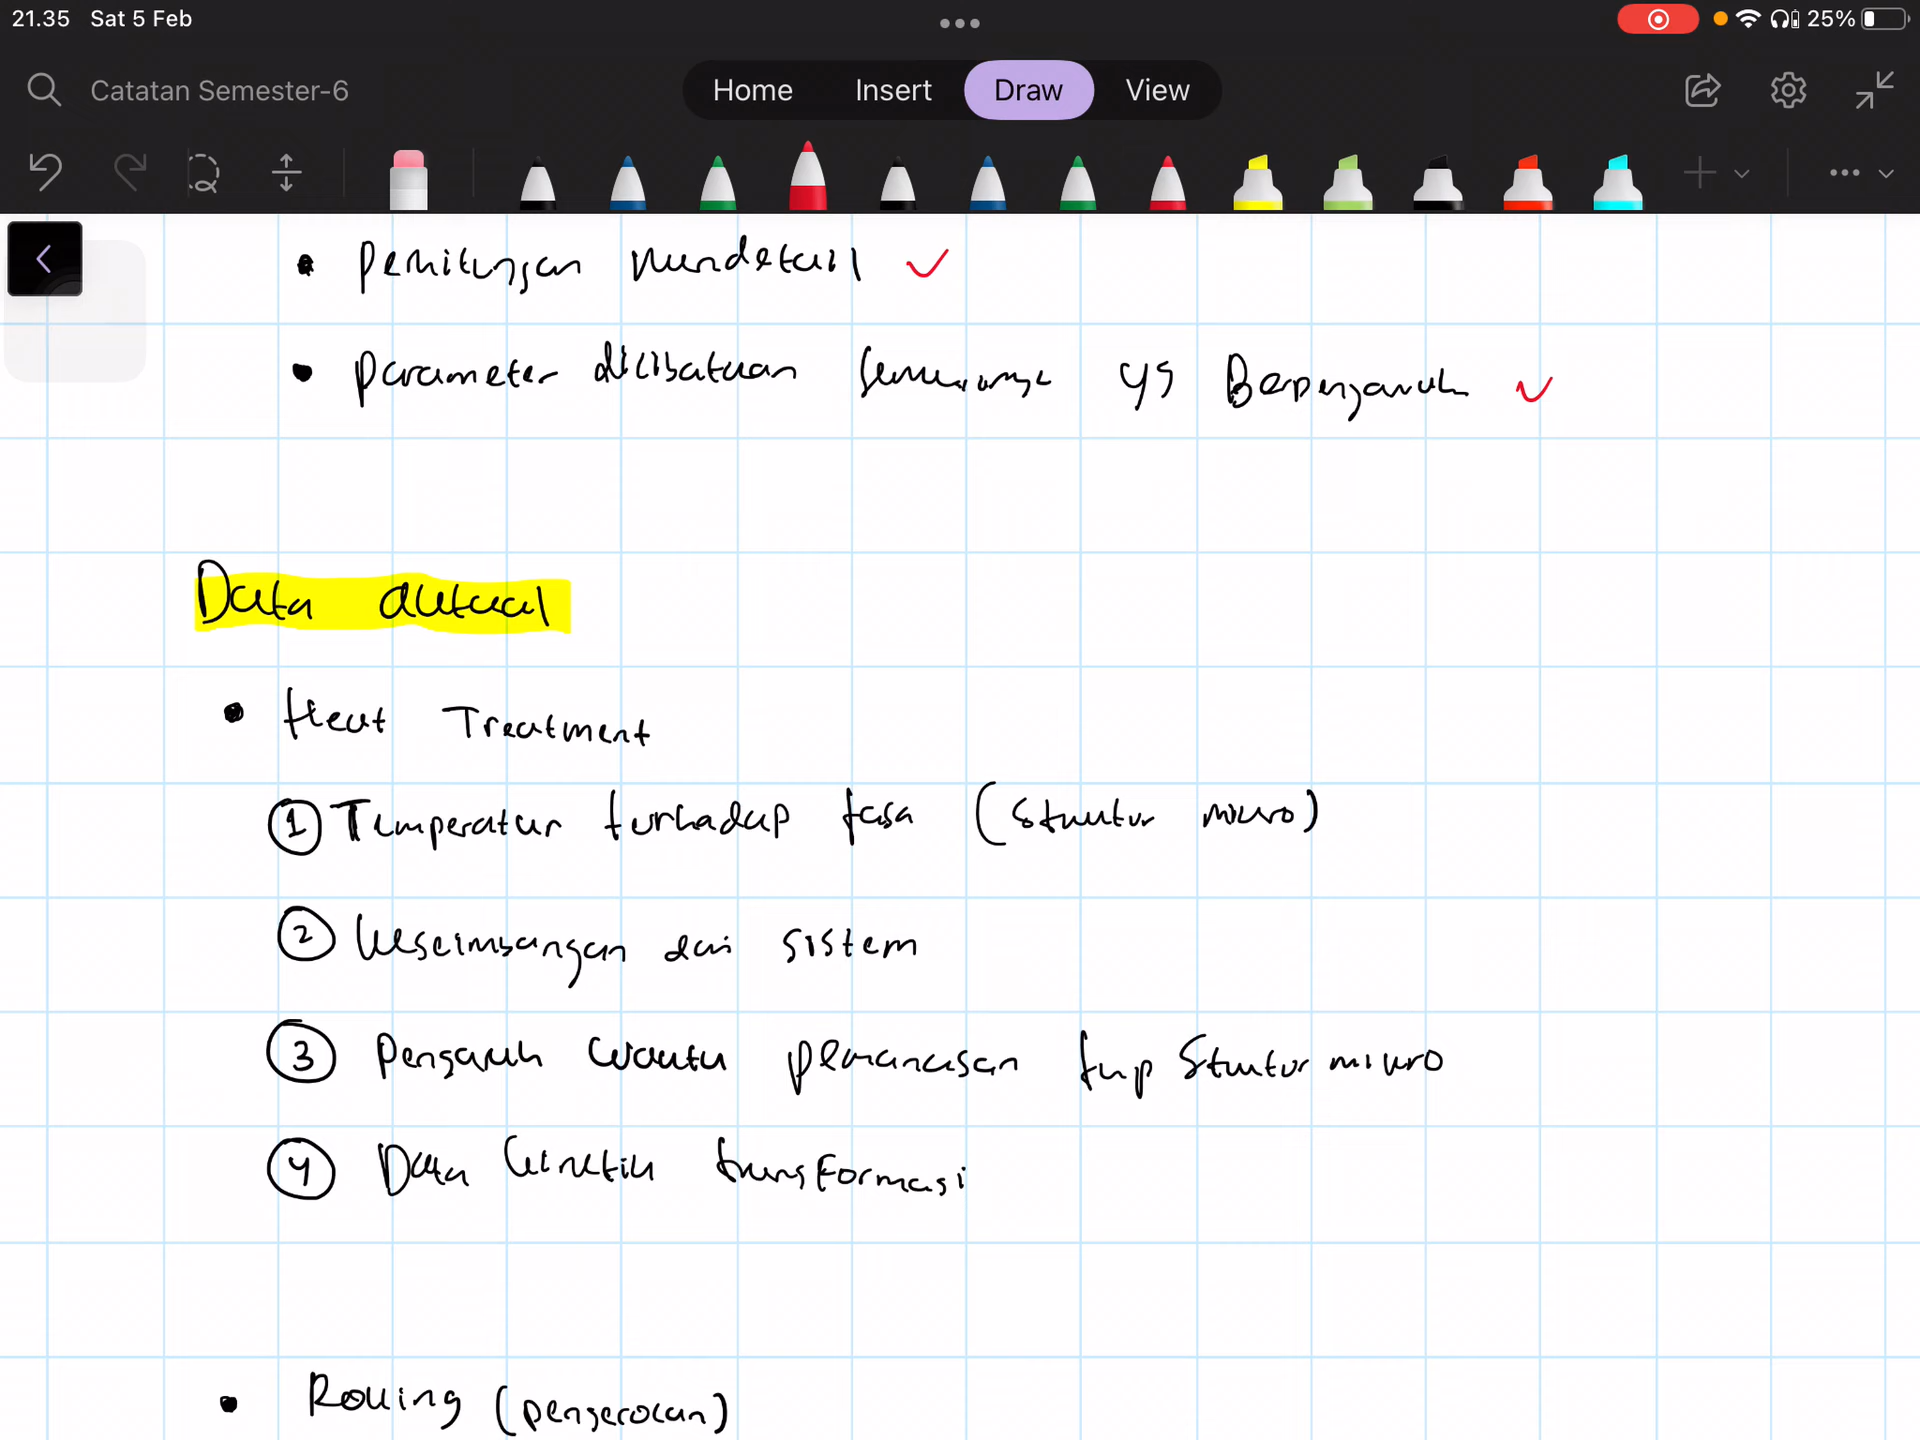 21.35 Sat 5 Feb 25%
Catatan Semester-6 Home Insert Draw View
• Perhitungan mendetail ✓
• Parameter dilibatkan semuanya yg Berpengaruh ✓
Data aktual
• Heat Treatment
① Temperatur terhadap fasa (Struktur mikro)
② Keseimbangan dari sistem
③ Pengaruh waktu pemanasan thp Struktur mikro
④ Data kinetik transformasi
• Rolling (pengerolan)